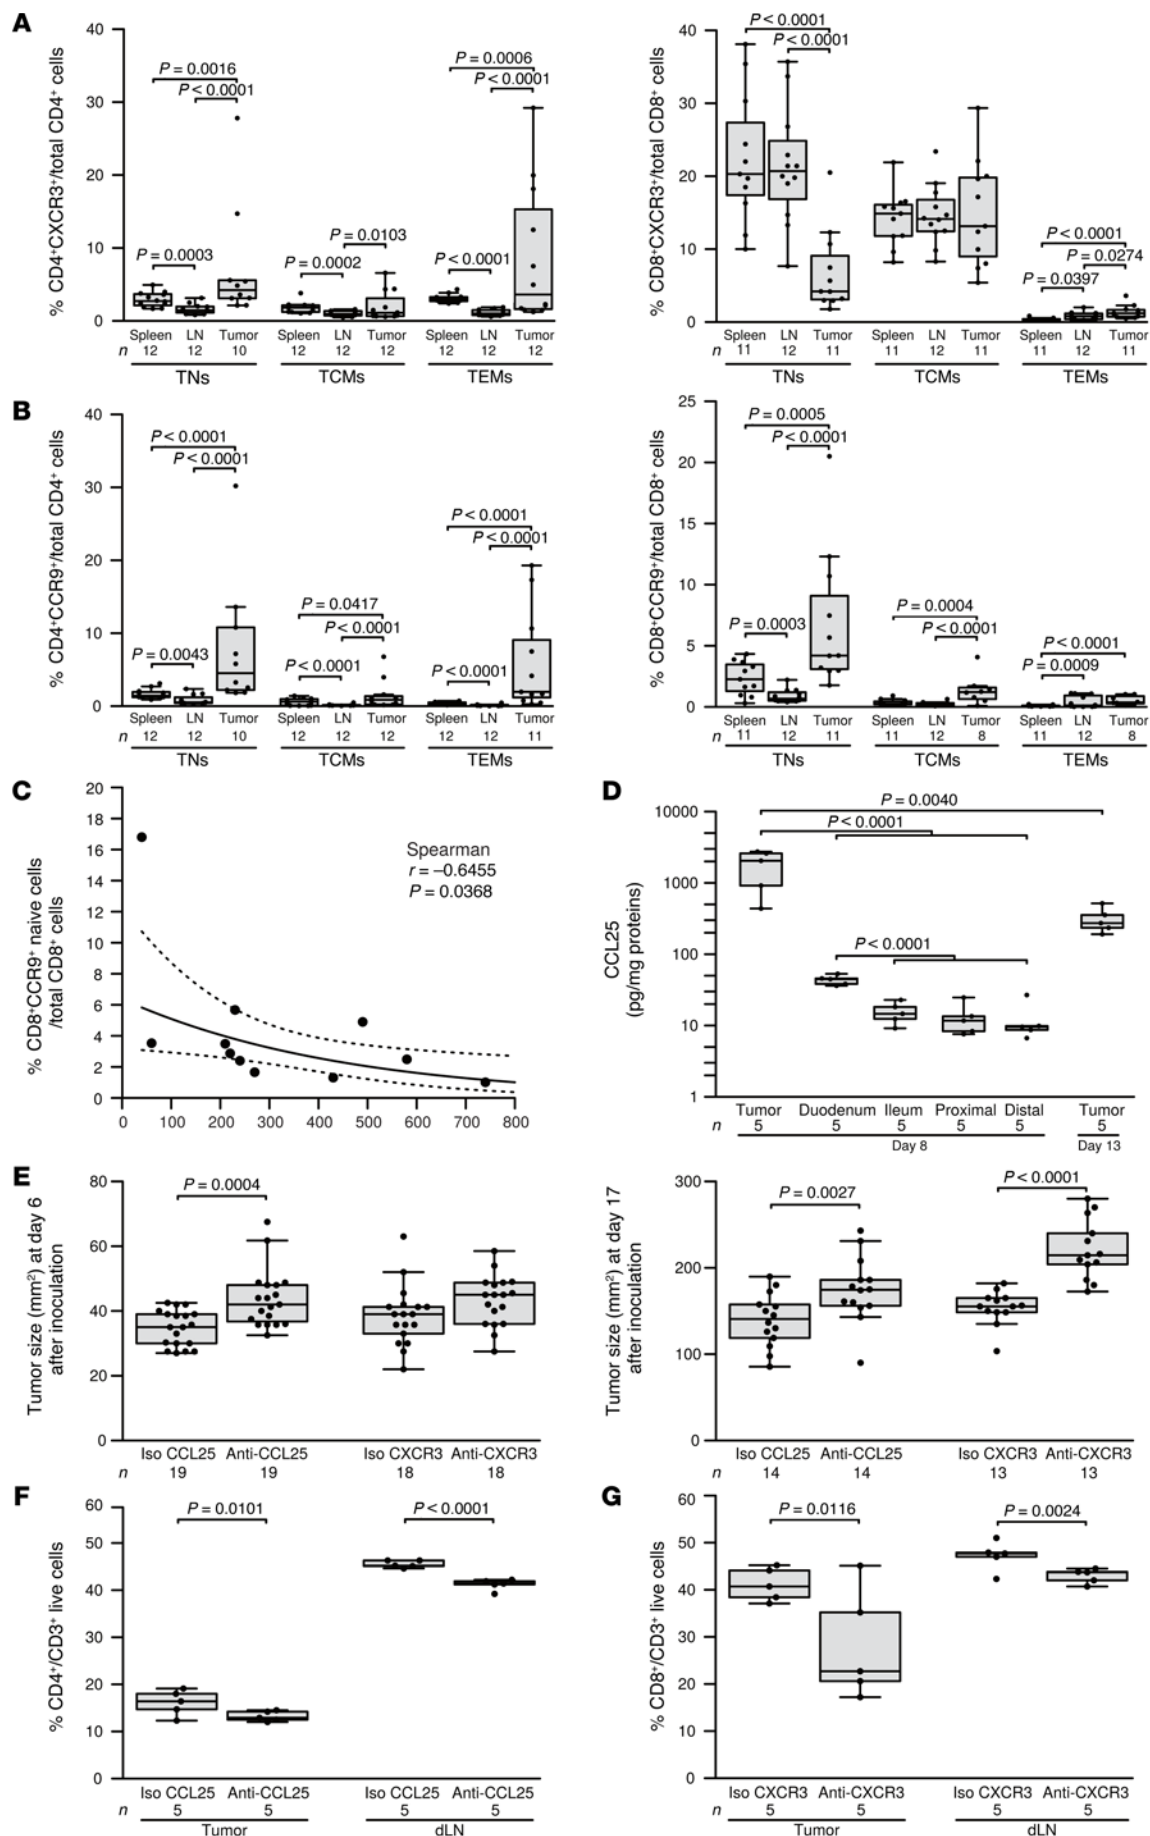 A
% CD4⁺CXCR3⁺/total CD4⁺ cells
40
30
20
10
0
P = 0.0016
P < 0.0001
P = 0.0003
P = 0.0002
P = 0.0103
P = 0.0006
P < 0.0001
P < 0.0001
Spleen LN Tumor Spleen LN Tumor Spleen LN Tumor
n 12 12 10 12 12 12 12 12 12
TNs TCMs TEMs
% CD8⁺CXCR3⁺/total CD8⁺ cells
40
30
20
10
0
P < 0.0001
P < 0.0001
P < 0.0001
P = 0.0274
P = 0.0397
Spleen LN Tumor Spleen LN Tumor Spleen LN Tumor
n 11 12 11 11 12 11 11 12 11
TNs TCMs TEMs
B
% CD4⁺CCR9⁺/total CD4⁺ cells
40
30
20
10
0
P < 0.0001
P < 0.0001
P = 0.0043
P = 0.0417
P < 0.0001
P < 0.0001
P < 0.0001
P < 0.0001
P < 0.0001
Spleen LN Tumor Spleen LN Tumor Spleen LN Tumor
n 12 12 10 12 12 12 12 12 11
TNs TCMs TEMs
% CD8⁺CCR9⁺/total CD8⁺ cells
25
20
15
10
5
0
P = 0.0005
P < 0.0001
P = 0.0003
P = 0.0004
P < 0.0001
P < 0.0001
P = 0.0009
Spleen LN Tumor Spleen LN Tumor Spleen LN Tumor
n 11 12 11 11 12 8 11 12 8
TNs TCMs TEMs
C
% CD8⁺CCR9⁺ naive cells
/total CD8⁺ cells
20
18
16
14
12
10
8
6
4
2
0
Spearman
r = –0.6455
P = 0.0368
0 100 200 300 400 500 600 700 800
D
CCL25
(pg/mg proteins)
10000
1000
100
10
1
P = 0.0040
P < 0.0001
P < 0.0001
Tumor Duodenum Ileum Proximal Distal Tumor
n 5 5 5 5 5 5
Day 8 Day 13
E
Tumor size (mm²) at day 6
after inoculation
80
60
40
20
0
P = 0.0004
Iso CCL25 Anti-CCL25 Iso CXCR3 Anti-CXCR3
n 19 19 18 18
Tumor size (mm²) at day 17
after inoculation
300
200
100
0
P = 0.0027
P < 0.0001
Iso CCL25 Anti-CCL25 Iso CXCR3 Anti-CXCR3
n 14 14 13 13
F
% CD4⁺/CD3⁺ live cells
60
50
40
30
20
10
0
P = 0.0101
P < 0.0001
Iso CCL25 Anti-CCL25 Iso CCL25 Anti-CCL25
n 5 5 5 5
Tumor dLN
G
% CD8⁺/CD3⁺ live cells
60
50
40
30
20
10
0
P = 0.0116
P = 0.0024
Iso CXCR3 Anti-CXCR3 Iso CXCR3 Anti-CXCR3
n 5 5 5 5
Tumor dLN